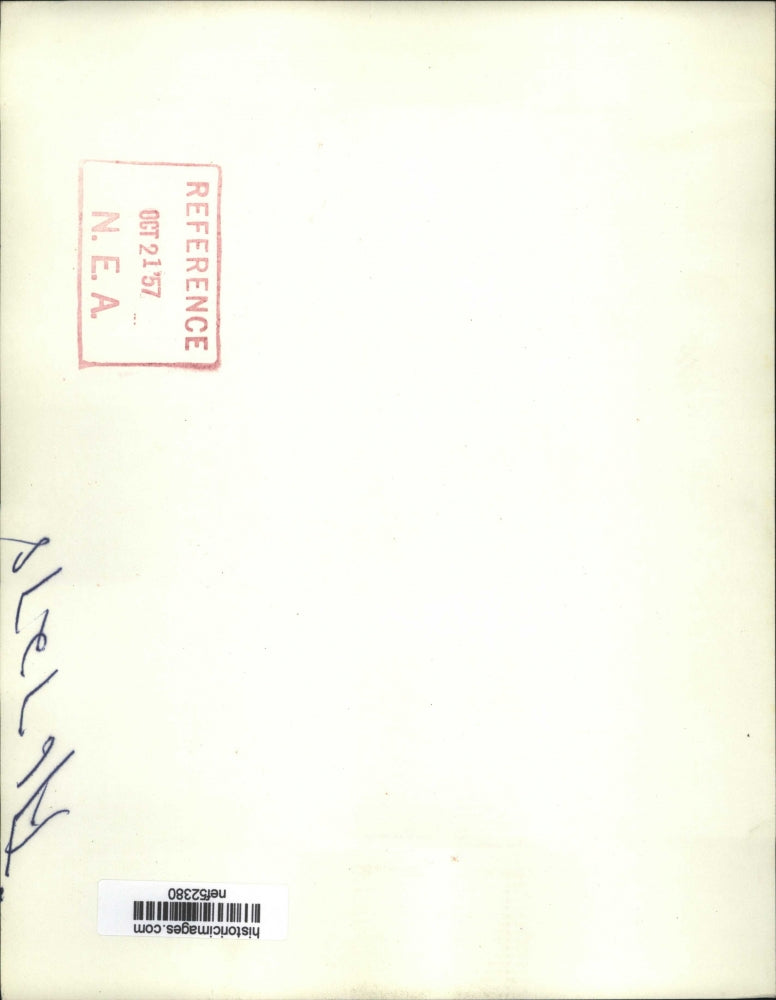 REFERENCE
OCT 21 '57
N. E. A.
historicimages.com
nef52380